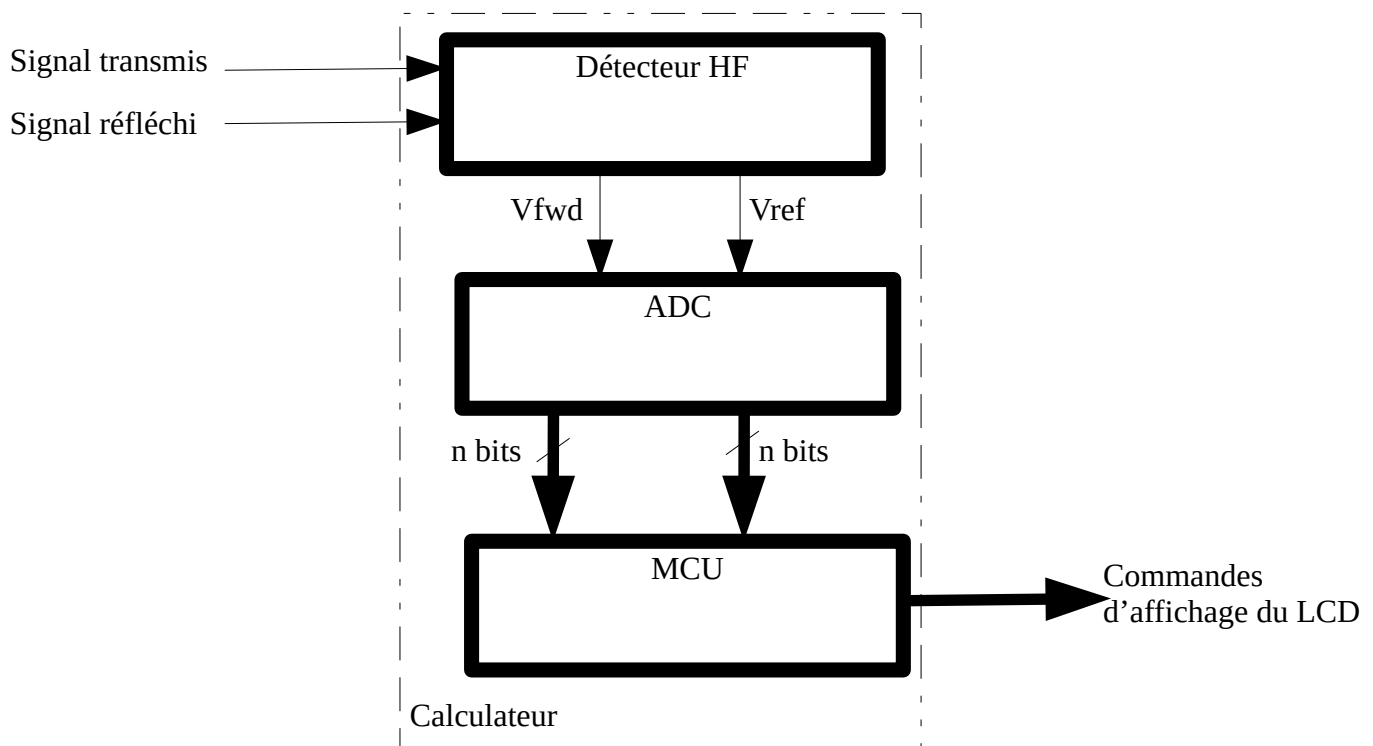 Signal transmis
Signal réfléchi
Détecteur HF
Vfwd
Vref
ADC
n bits
n bits
MCU
Commandes
d’affichage du LCD
Calculateur